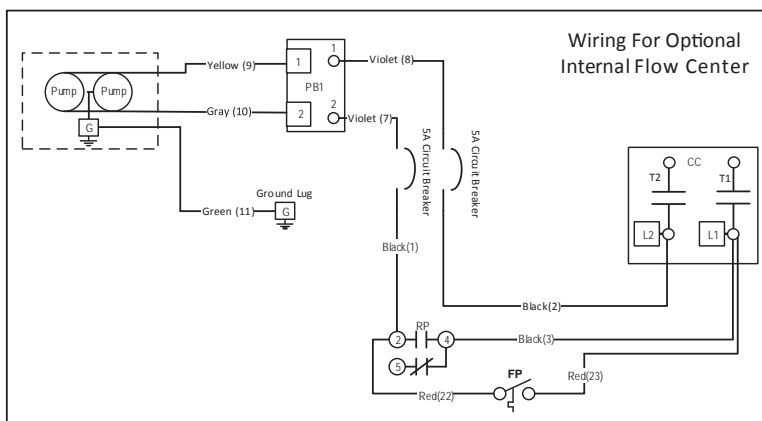 Wiring For Optional
Internal Flow Center
Yellow (9)
1
1
Violet (8)
Pump
Pump
PB1
Gray (10)
2
2
Violet (7)
G
5A Circuit Breaker
5A Circuit Breaker
CC
T2
T1
Ground Lug
Green (11)
G
L2
L1
Black(1)
Black(2)
2
RP
4
Black(3)
5
FP
Red(22)
Red(23)